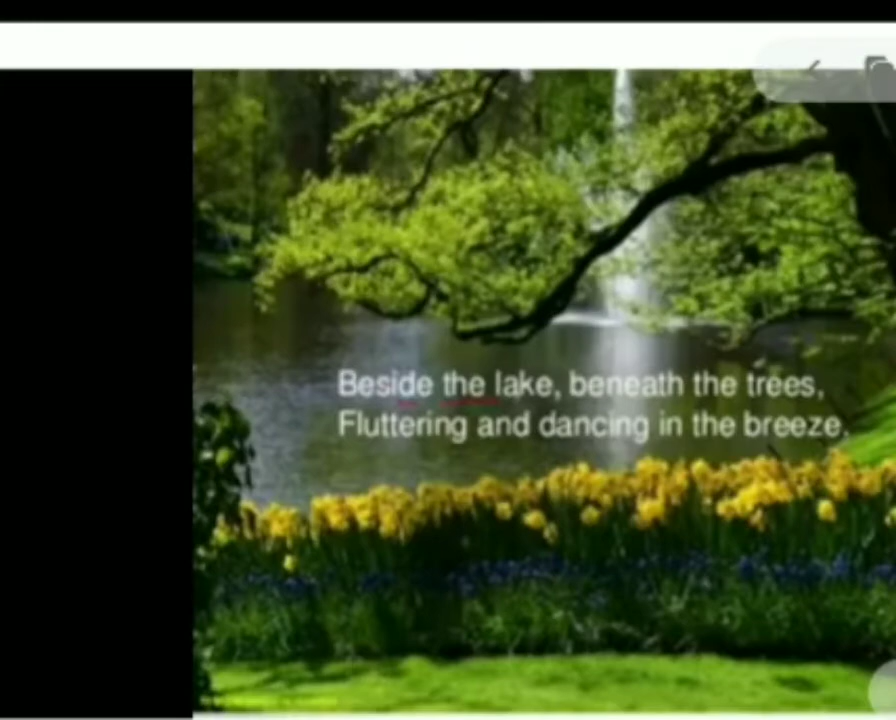 Beside the lake, beneath the trees,
Fluttering and dancing in the breeze.